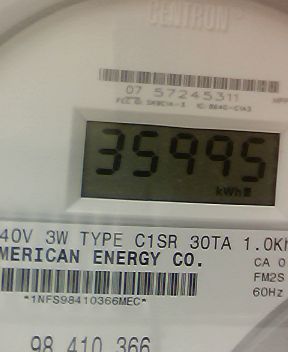 CENTRON
07 57245311
35995
kWh
40V 3W TYPE C1SR 30TA 1.0Kh
MERICAN ENERGY CO.
CA 0
FM2S
60Hz
*1NFS98410366MEC*
98 410 366